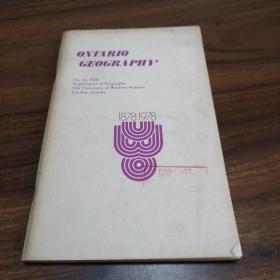 ONTARIO
GEOGRAPHY
No. 12, 1978
Department of Geography
The University of Western Ontario
London, Canada
1878·1978